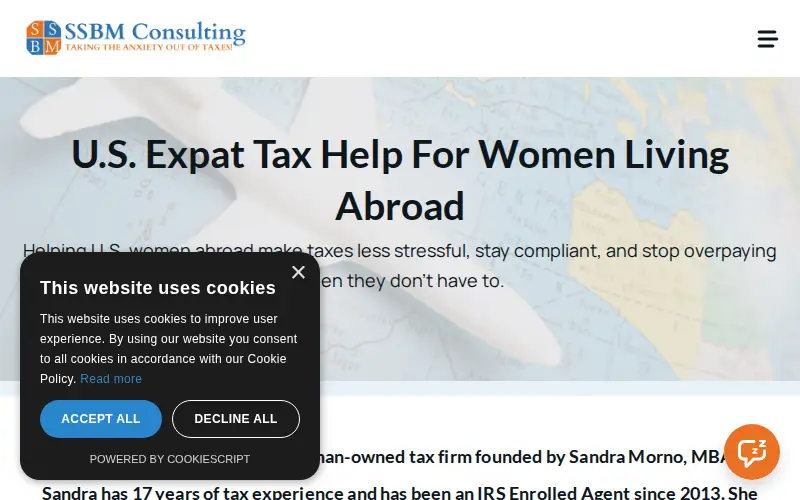 SSBM Consulting
TAKING THE ANXIETY OUT OF TAXES!
U.S. Expat Tax Help For Women Living
Abroad
Helping U.S. women abroad make taxes less stressful, stay compliant, and stop overpaying
they don't have to.
×
This website uses cookies
This website uses cookies to improve user
experience. By using our website you consent
to all cookies in accordance with our Cookie
Policy. Read more
ACCEPT ALL
DECLINE ALL
POWERED BY COOKIESCRIPT
-owned tax firm founded by Sandra Morno, MBA
Sandra has 17 years of tax experience and has been an IRS Enrolled Agent since 2013. She